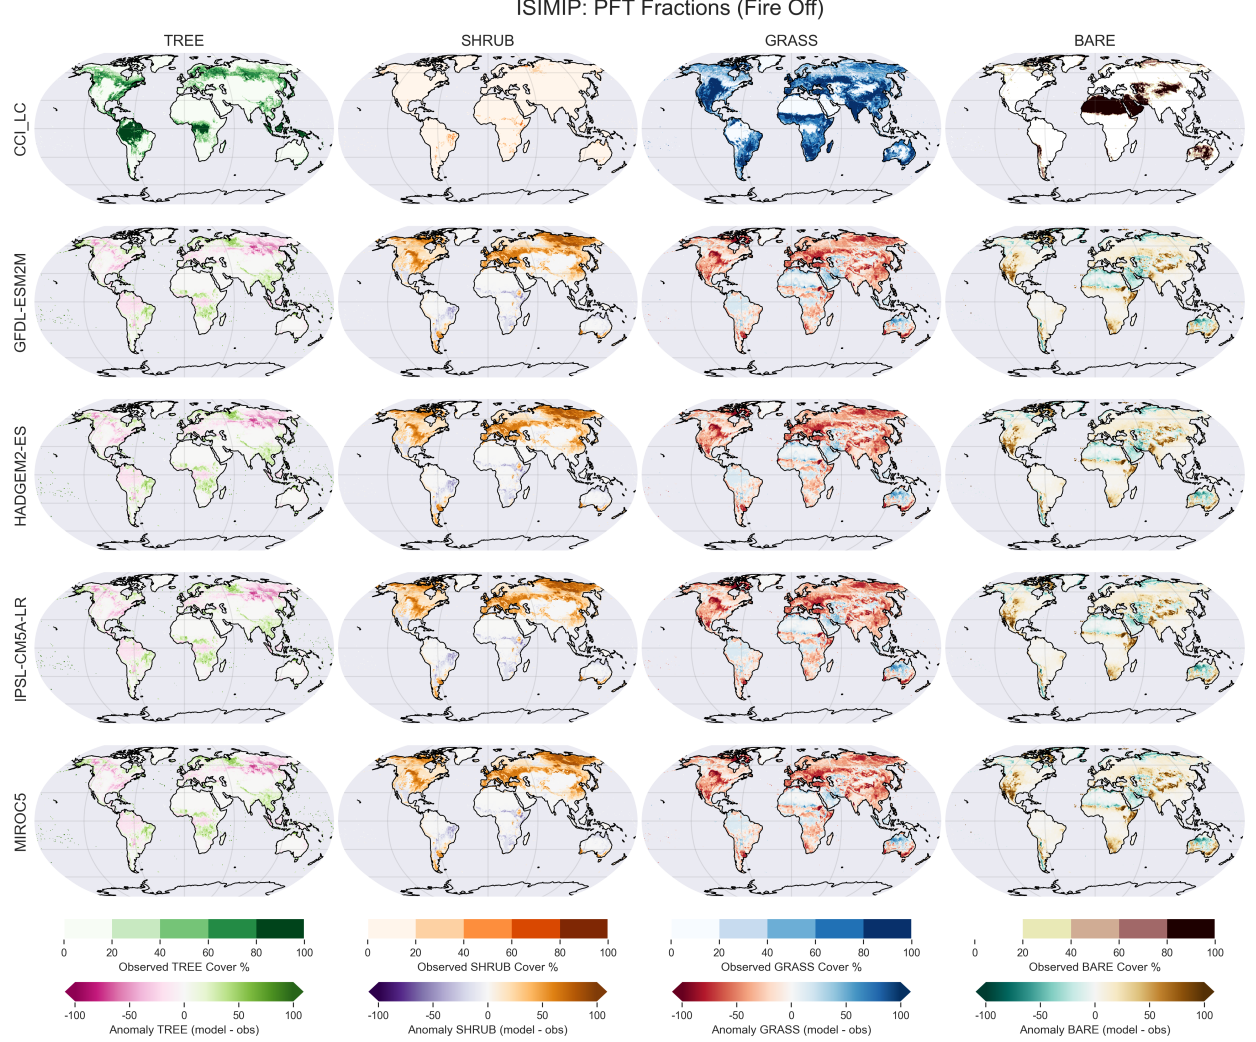 ISIMIP: PFT Fractions (Fire Off)
TREE SHRUB GRASS BARE
CCI_LC
GFDL-ESM2M
HADGEM2-ES
IPSL-CM5A-LR
MIROC5
0 20 40 60 80 100 0 20 40 60 80 100 0 20 40 60 80 100 0 20 40 60 80 100
Observed TREE Cover % Observed SHRUB Cover % Observed GRASS Cover % Observed BARE Cover %
-100 -50 0 50 100 -100 -50 0 50 100 -100 -50 0 50 100 -100 -50 0 50 100
Anomaly TREE (model - obs) Anomaly SHRUB (model - obs) Anomaly GRASS (model - obs) Anomaly BARE (model - obs)